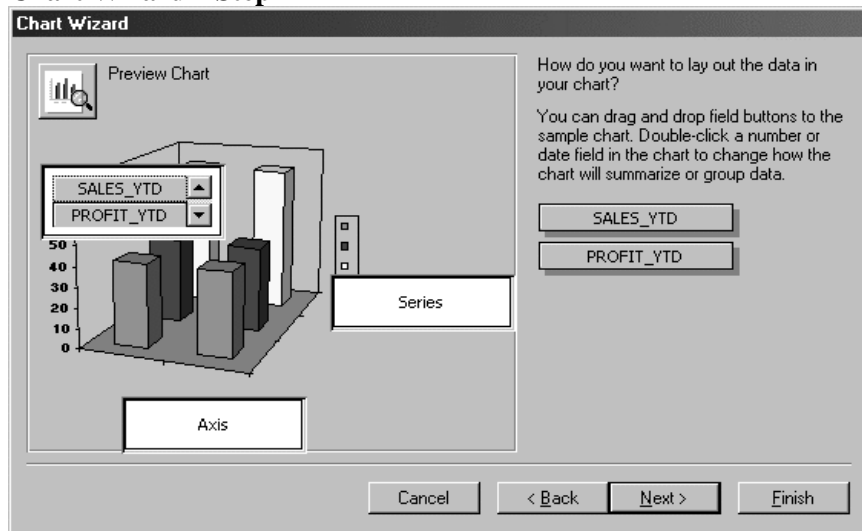 Chart Wizard
Preview Chart
SALES_YTD
PROFIT_YTD
50
40
30
20
10
0
Series
Axis
How do you want to lay out the data in
your chart?
You can drag and drop field buttons to the
sample chart. Double-click a number or
date field in the chart to change how the
chart will summarize or group data.
SALES_YTD
PROFIT_YTD
Cancel
< Back
Next >
Finish